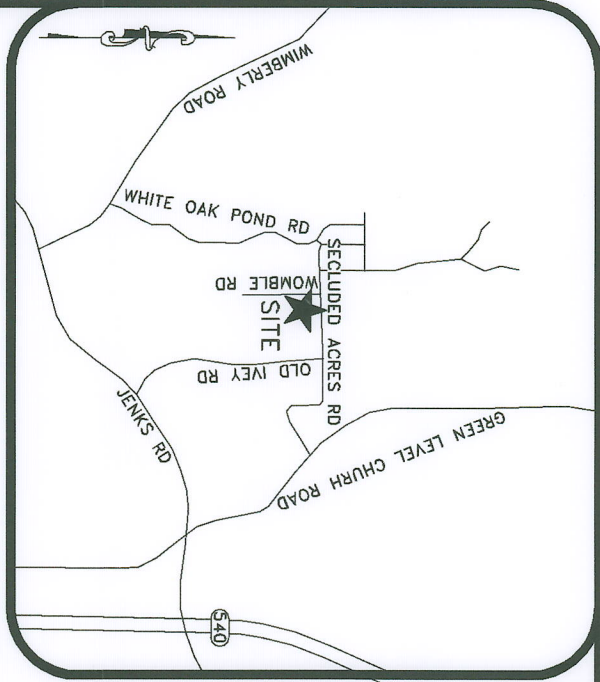 WIMBERLY ROAD
WHITE OAK POND RD
SECLUDED ACRES RD
WOMBLE RD
SITE
OLD IVEY RD
JENKS RD
GREEN LEVEL CHURH ROAD
540